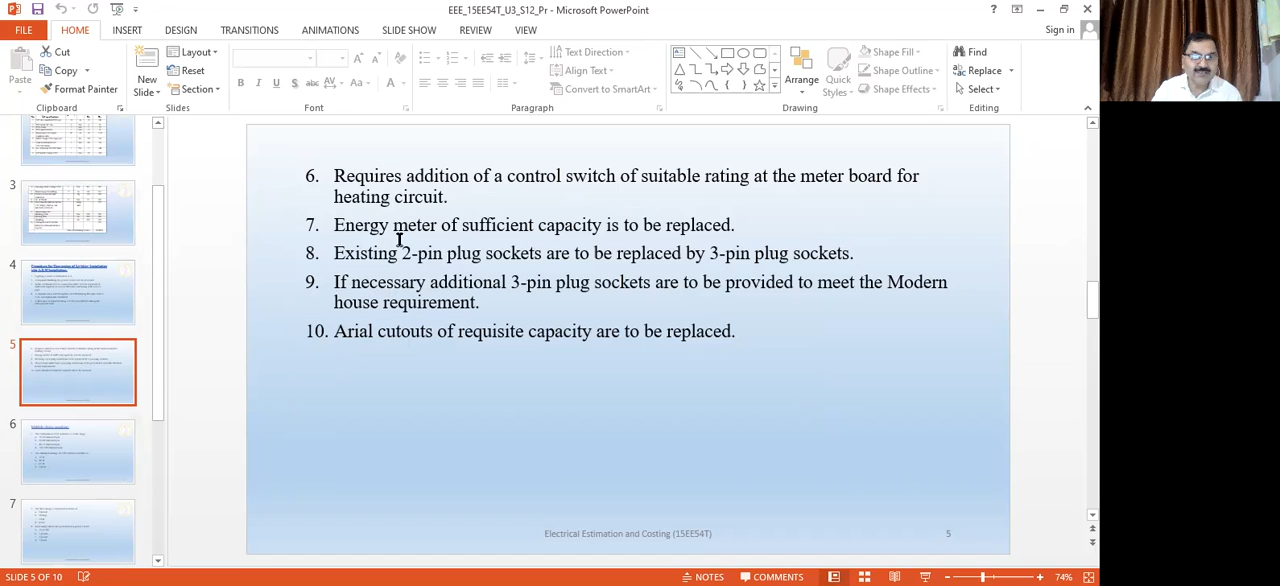 EEE_15EE54T_U3_S12_Pr - Microsoft PowerPoint
FILE HOME INSERT DESIGN TRANSITIONS ANIMATIONS SLIDE SHOW REVIEW VIEW Sign in
Paste Cut Copy Format Painter Clipboard
New Slide Layout Reset Section Slides
B I U S abc AV Aa A Font
Text Direction Align Text Convert to SmartArt Paragraph
Arrange Quick Styles Shape Fill Shape Outline Shape Effects Drawing
Find Replace Select Editing
3
4
5
6
7
6. Requires addition of a control switch of suitable rating at the meter board for
heating circuit.
7. Energy meter of sufficient capacity is to be replaced.
8. Existing 2-pin plug sockets are to be replaced by 3-pin plug sockets.
9. If necessary additional 3-pin plug sockets are to be provided to meet the Modern
house requirement.
10. Arial cutouts of requisite capacity are to be replaced.
Electrical Estimation and Costing (15EE54T) 5
SLIDE 5 OF 10 NOTES COMMENTS 74%